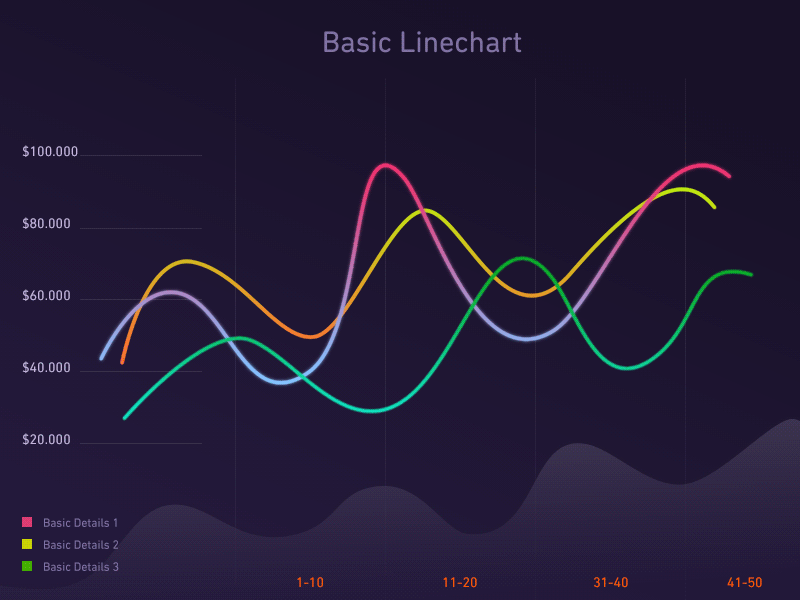 Basic Linechart
$100.000
$80.000
$60.000
$40.000
$20.000
Basic Details 1
Basic Details 2
Basic Details 3
1-10
11-20
31-40
41-50